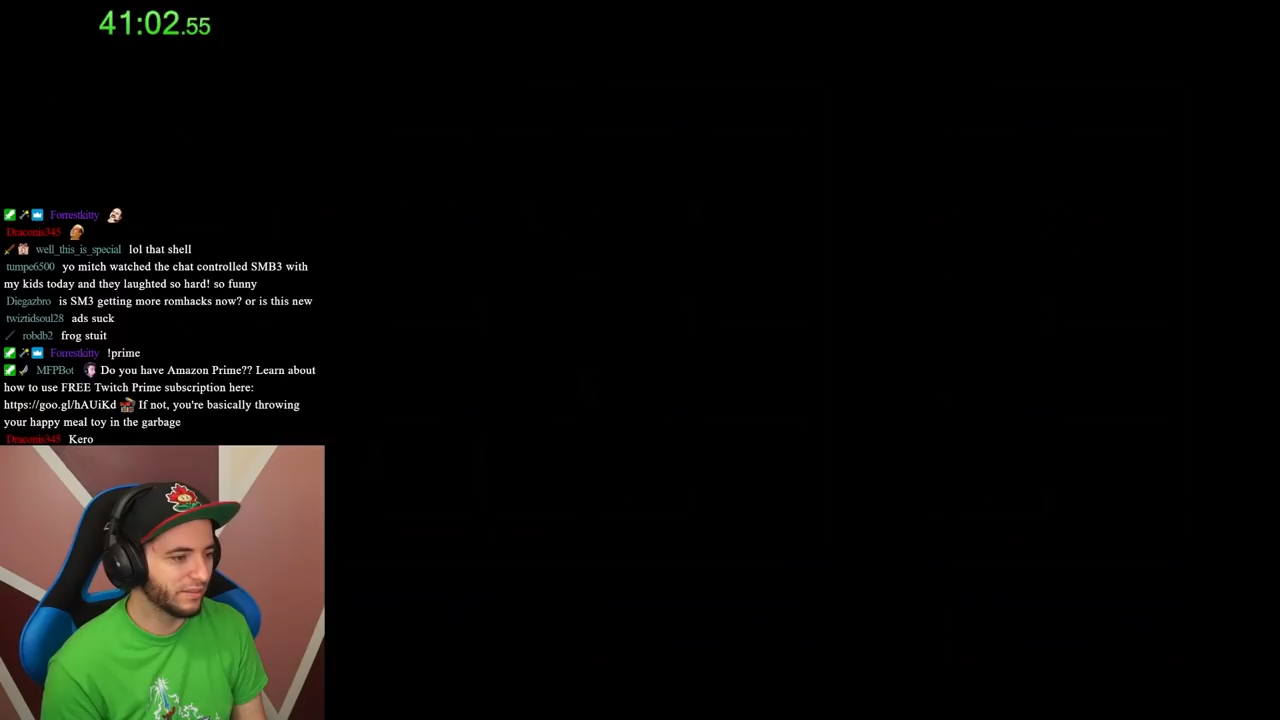 41:02.55
Forrestkitty
Draconis345
well_this_is_special lol that shell
tumpe6500 yo mitch watched the chat controlled SMB3 with
my kids today and they laughted so hard! so funny
Diegazbro is SM3 getting more romhacks now? or is this new
twiztidsoul28 ads suck
robdb2 frog stuit
Forrestkitty !prime
MFPBot Do you have Amazon Prime?? Learn about
how to use FREE Twitch Prime subscription here:
https://goo.gl/hAUiKd If not, you're basically throwing
your happy meal toy in the garbage
Draconis345 Kero